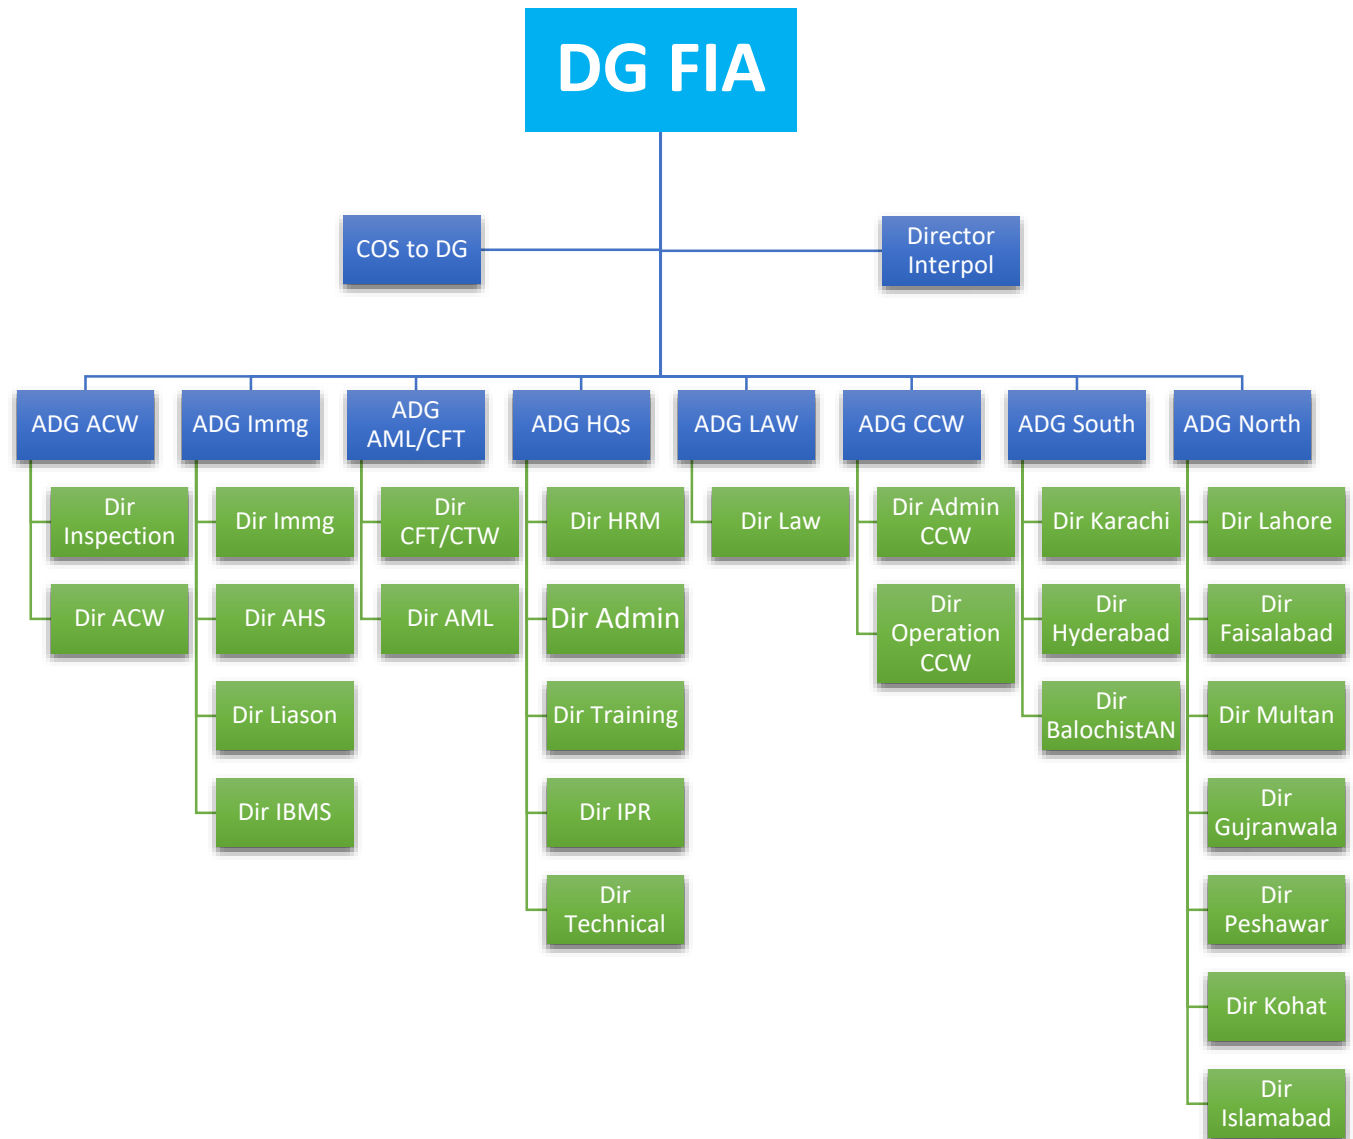 DG FIA
COS to DG
Director
Interpol
ADG ACW
ADG Immg
ADG
AML/CFT
ADG HQs
ADG LAW
ADG CCW
ADG South
ADG North
Dir
Inspection
Dir ACW
Dir Immg
Dir AHS
Dir Liason
Dir IBMS
Dir
CFT/CTW
Dir AML
Dir HRM
Dir Admin
Dir Training
Dir IPR
Dir
Technical
Dir Law
Dir Admin
CCW
Dir
Operation
CCW
Dir Karachi
Dir
Hyderabad
Dir
BalochistAN
Dir Lahore
Dir
Faisalabad
Dir Multan
Dir
Gujranwala
Dir
Peshawar
Dir Kohat
Dir
Islamabad